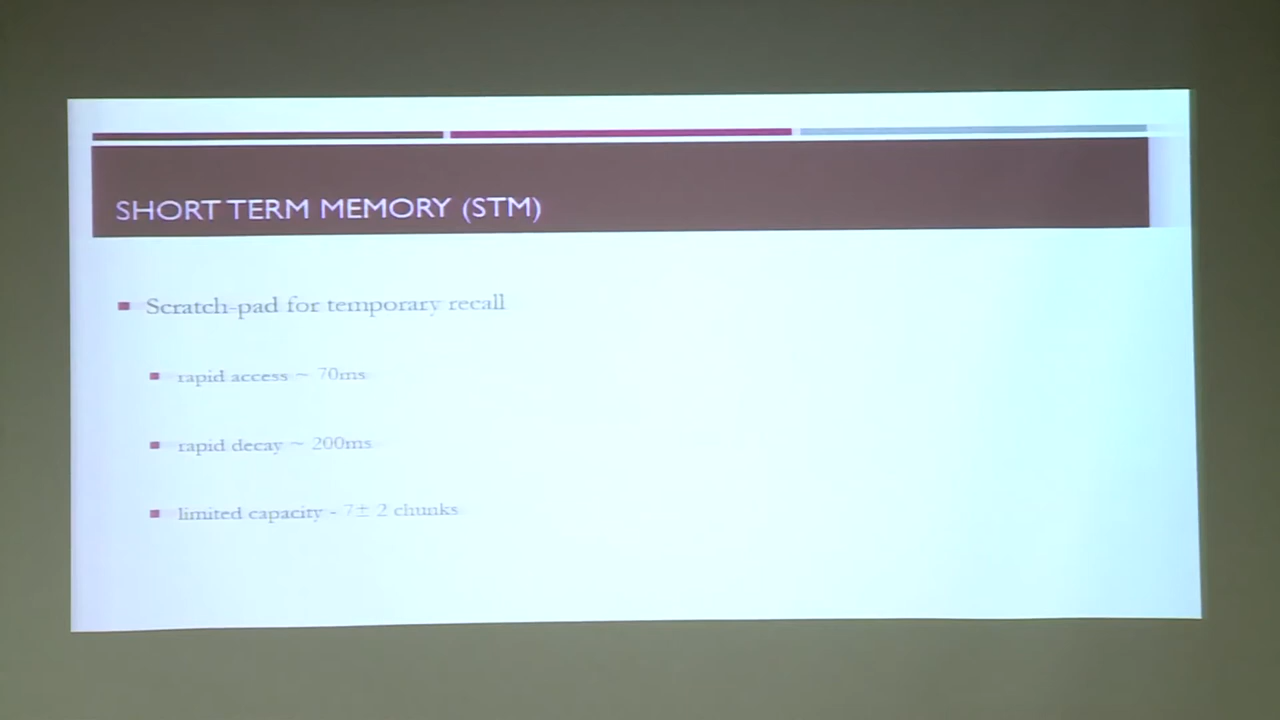 SHORT TERM MEMORY (STM)
Scratch-pad for temporary recall
rapid access ~ 70ms
rapid decay ~ 200ms
limited capacity - 7± 2 chunks